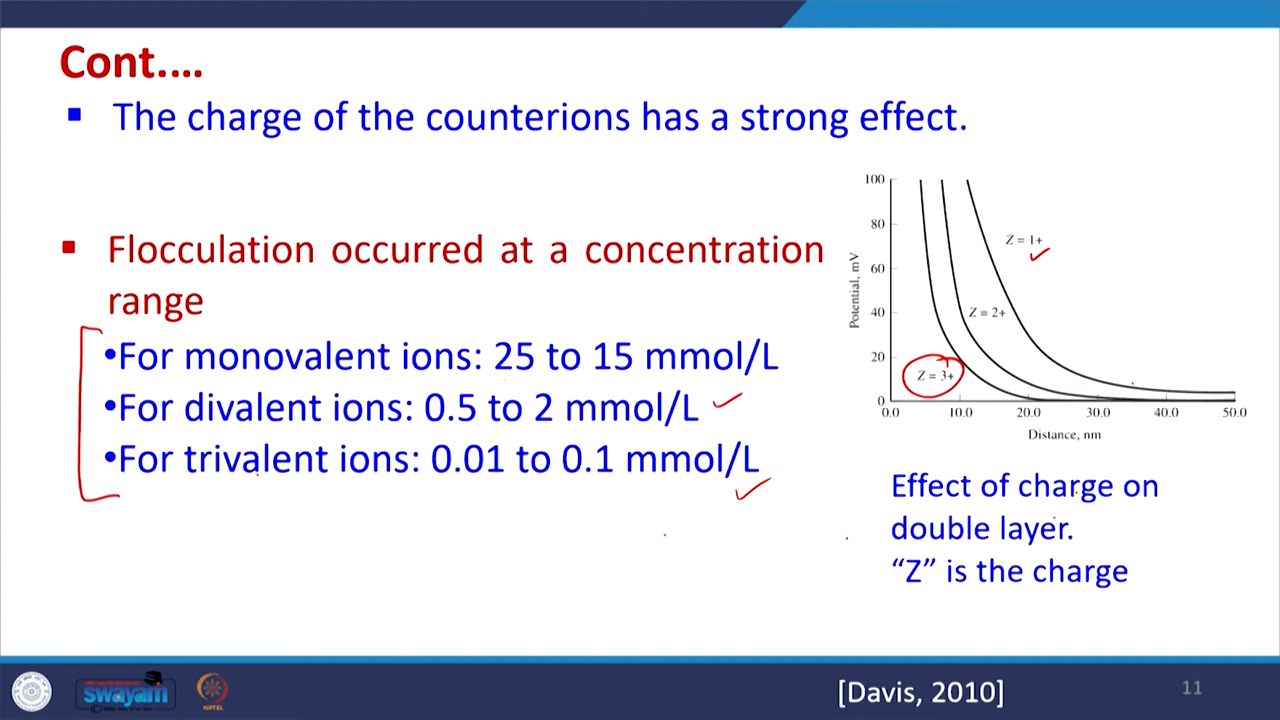 Cont.…
▪ The charge of the counterions has a strong effect.
▪ Flocculation occurred at a concentration
range
•For monovalent ions: 25 to 15 mmol/L
•For divalent ions: 0.5 to 2 mmol/L
•For trivalent ions: 0.01 to 0.1 mmol/L
100
80
60
40
20
0
Potential, mV
Z = 1+
Z = 2+
Z = 3+
0.0 10.0 20.0 30.0 40.0 50.0
Distance, nm
Effect of charge on
double layer.
“Z” is the charge
swayam
NPTEL
[Davis, 2010]
11